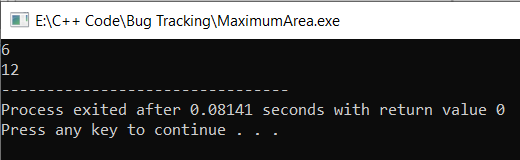 E:\C++ Code\Bug Tracking\MaximumArea.exe
6
12
--------------------------------
Process exited after 0.08141 seconds with return value 0
Press any key to continue . . .